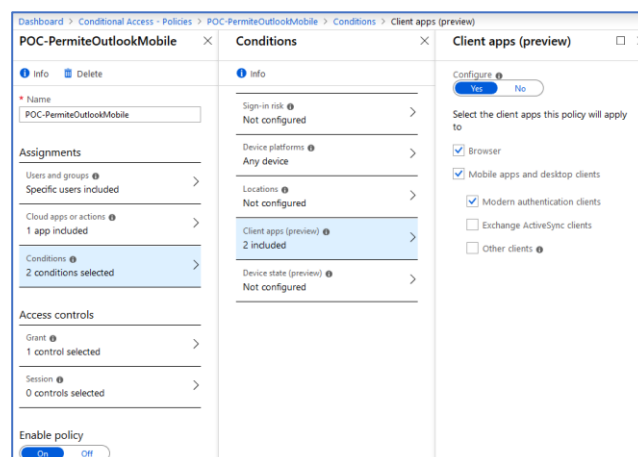 Dashboard > Conditional Access - Policies > POC-PermiteOutlookMobile > Conditions > Client apps (preview)
POC-PermiteOutlookMobile
Info Delete
* Name
POC-PermiteOutlookMobile
Assignments
Users and groups
Specific users included
Cloud apps or actions
1 app included
Conditions
2 conditions selected
Access controls
Grant
1 control selected
Session
0 controls selected
Enable policy
On Off
Conditions
Info
Sign-in risk
Not configured
Device platforms
Any device
Locations
Not configured
Client apps (preview)
2 included
Device state (preview)
Not configured
Client apps (preview)
Configure
Yes No
Select the client apps this policy will apply
to
Browser
Mobile apps and desktop clients
Modern authentication clients
Exchange ActiveSync clients
Other clients